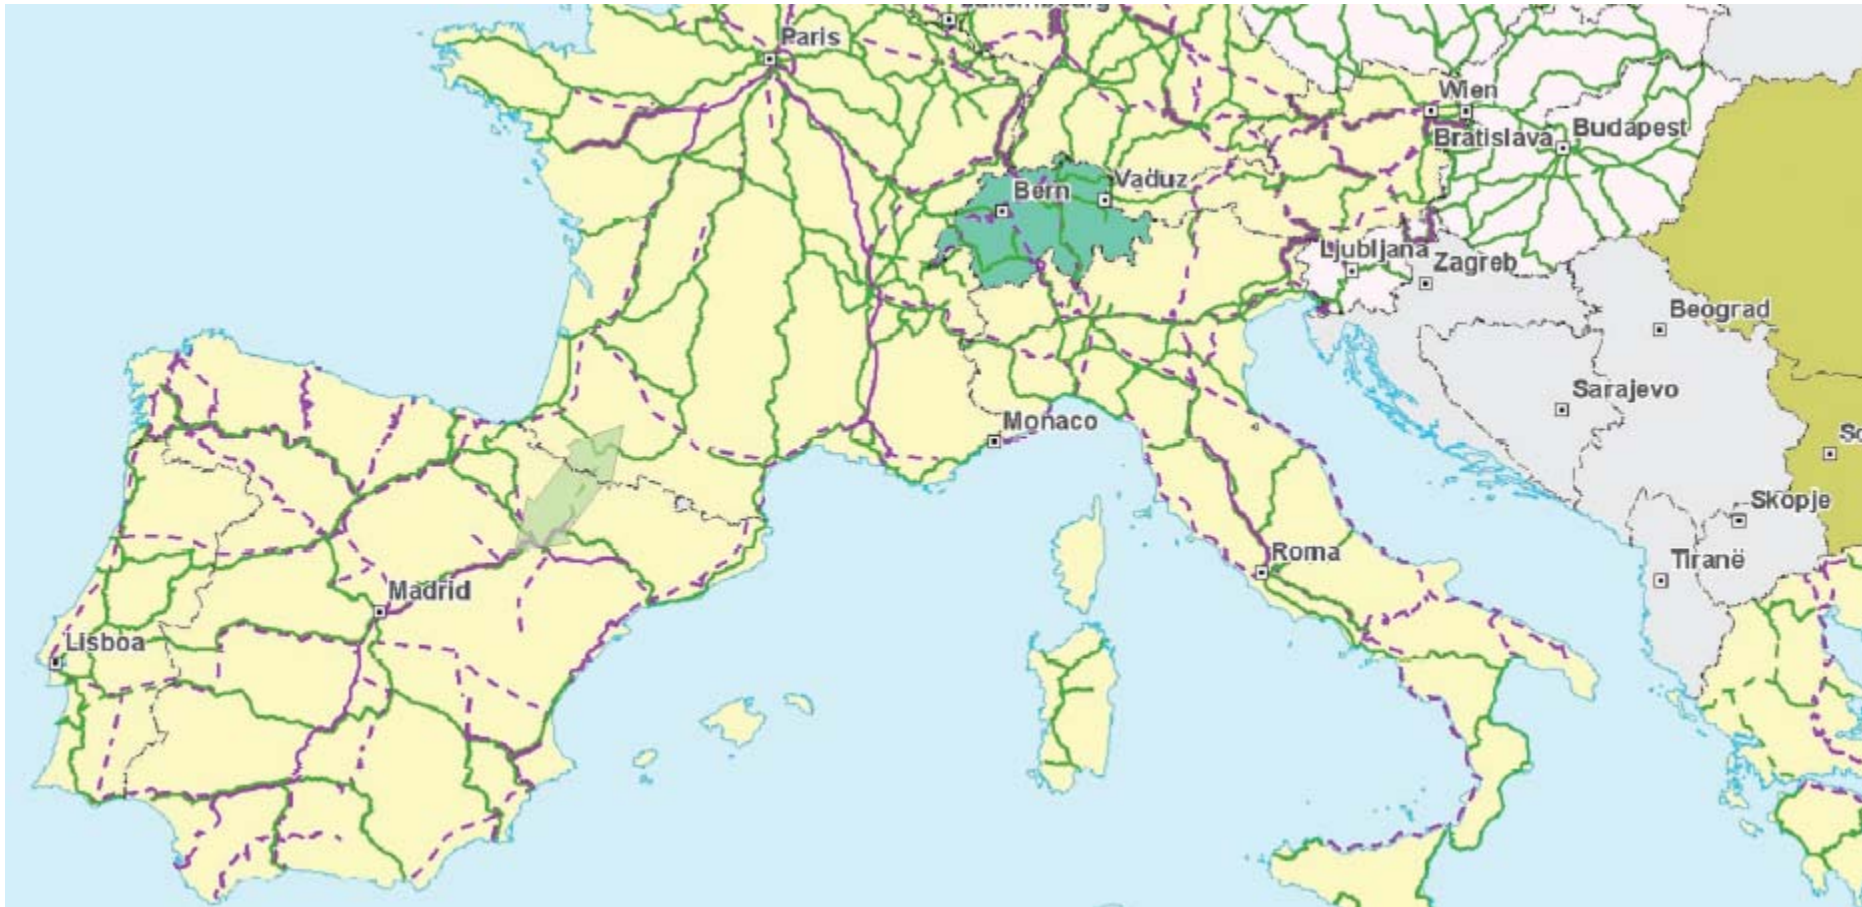 Paris
Wien
Bratislava
Budapest
Bern
Vaduz
Ljubljana
Zagreb
Beograd
Sarajevo
Monaco
Skopje
Roma
Tiranë
Madrid
Lisboa